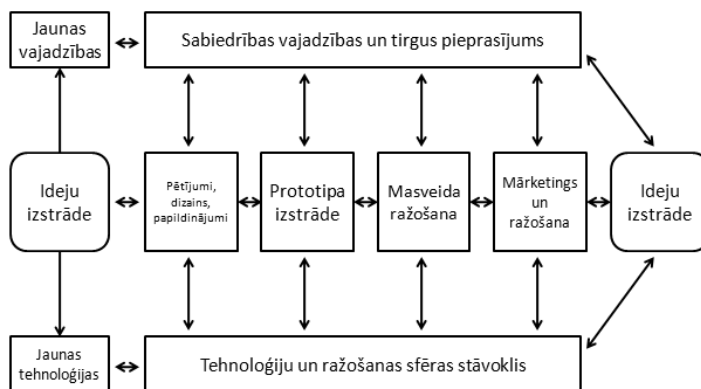 Jaunas
vajadzības
Sabiedrības vajadzības un tirgus pieprasījums
Ideju
izstrāde
Pētījumi,
dizains,
papildinājumi
Prototipa
izstrāde
Masveida
ražošana
Mārketings
un
ražošana
Ideju
izstrāde
Jaunas
tehnoloģijas
Tehnoloģiju un ražošanas sfēras stāvoklis